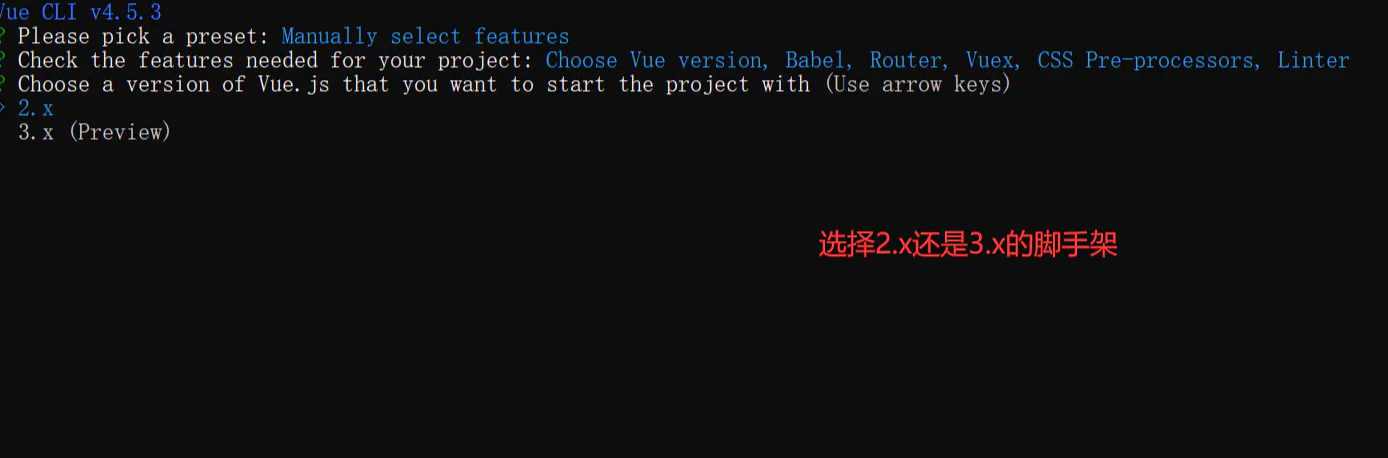 Vue CLI v4.5.3
? Please pick a preset: Manually select features
? Check the features needed for your project: Choose Vue version, Babel, Router, Vuex, CSS Pre-processors, Linter
? Choose a version of Vue.js that you want to start the project with (Use arrow keys)
> 2.x
3.x (Preview)
选择2.x还是3.x的脚手架